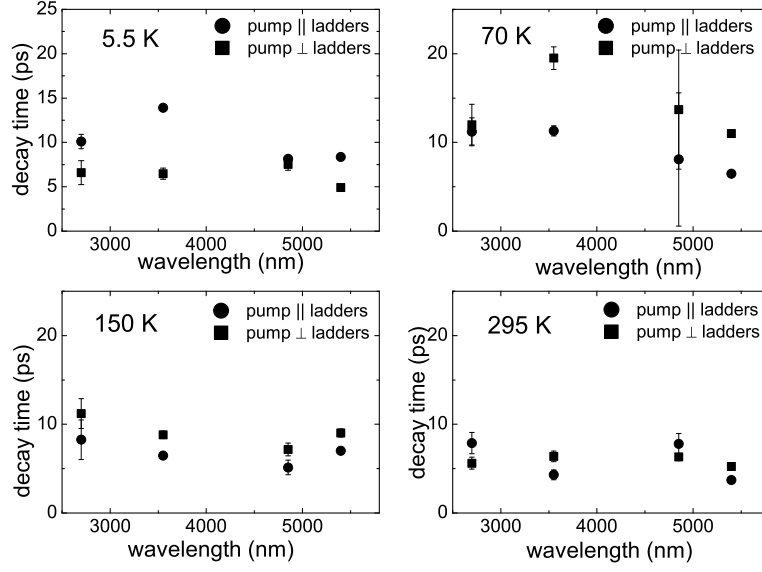 5.5 K
pump || ladders
pump ⊥ ladders
decay time (ps)
25
20
15
10
5
0
3000 4000 5000
wavelength (nm)
70 K
pump || ladders
pump ⊥ ladders
decay time (ps)
20
10
0
3000 4000 5000
wavelength (nm)
150 K
pump || ladders
pump ⊥ ladders
decay time (ps)
20
10
0
3000 4000 5000
wavelength (nm)
295 K
pump || ladders
pump ⊥ ladders
decay time (ps)
20
10
0
3000 4000 5000
wavelength (nm)